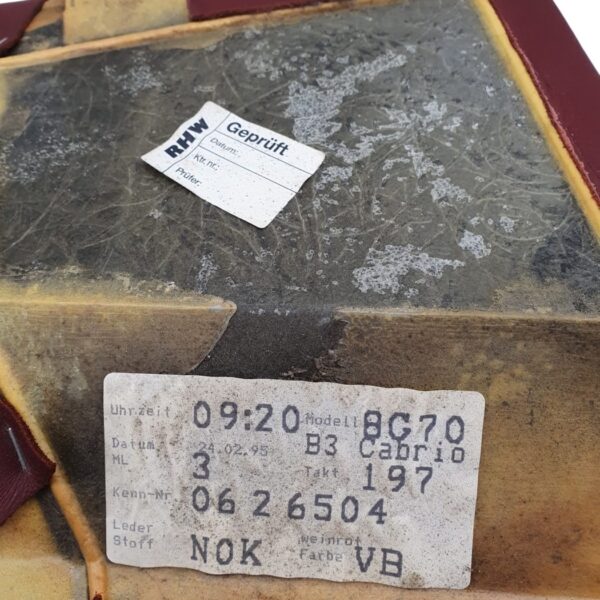 RHW Geprüft
Datum:
Ktr.nr.:
Prüfer:
Uhrzeit 09:20 Modell 8G70
Datum 24.02.95 B3 Cabrio
ML 3 Takt 197
Kenn-Nr. 06 2 6504
Leder weinrot
Stoff NOK Farbe VB